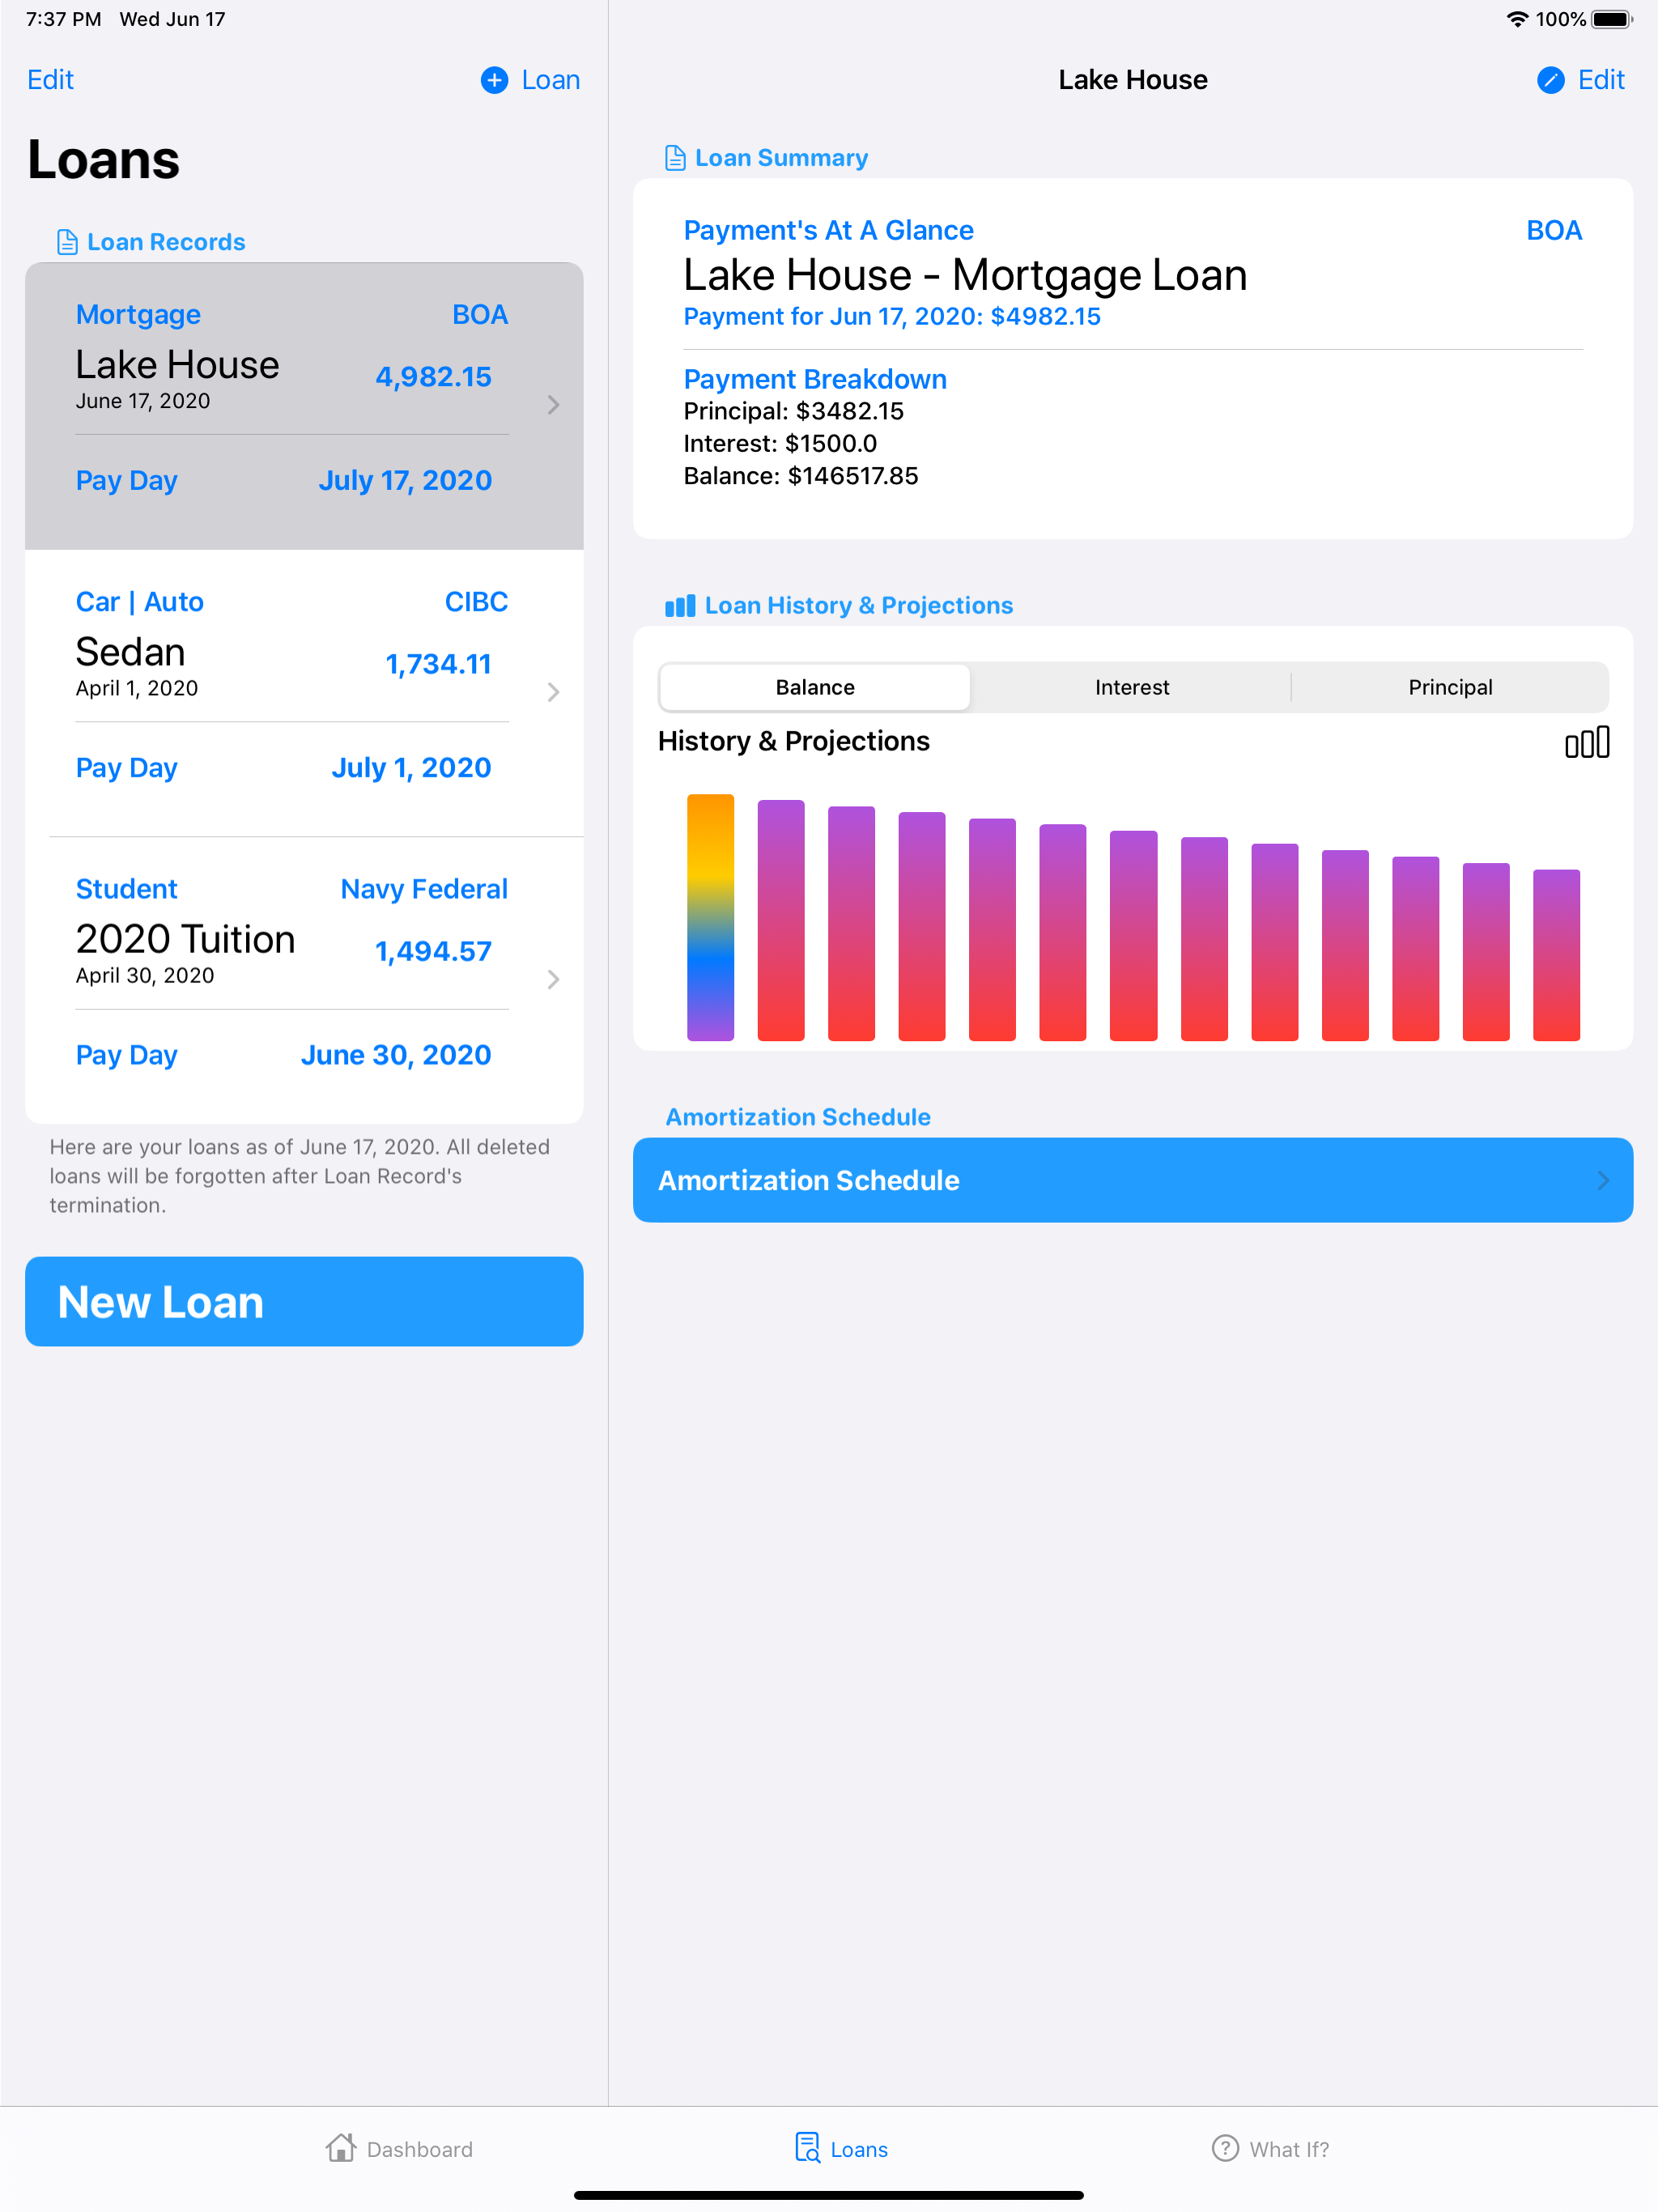 7:37 PM Wed Jun 17
100%
Edit
Loan
Loans
Loan Records
Mortgage BOA
Lake House 4,982.15
June 17, 2020
Pay Day July 17, 2020
Car | Auto CIBC
Sedan 1,734.11
April 1, 2020
Pay Day July 1, 2020
Student Navy Federal
2020 Tuition 1,494.57
April 30, 2020
Pay Day June 30, 2020
Here are your loans as of June 17, 2020. All deleted
loans will be forgotten after Loan Record's
termination.
New Loan
Lake House
Edit
Loan Summary
Payment's At A Glance BOA
Lake House - Mortgage Loan
Payment for Jun 17, 2020: $4982.15
Payment Breakdown
Principal: $3482.15
Interest: $1500.0
Balance: $146517.85
Loan History & Projections
Balance Interest Principal
History & Projections
Amortization Schedule
Amortization Schedule
Dashboard
Loans
What If?